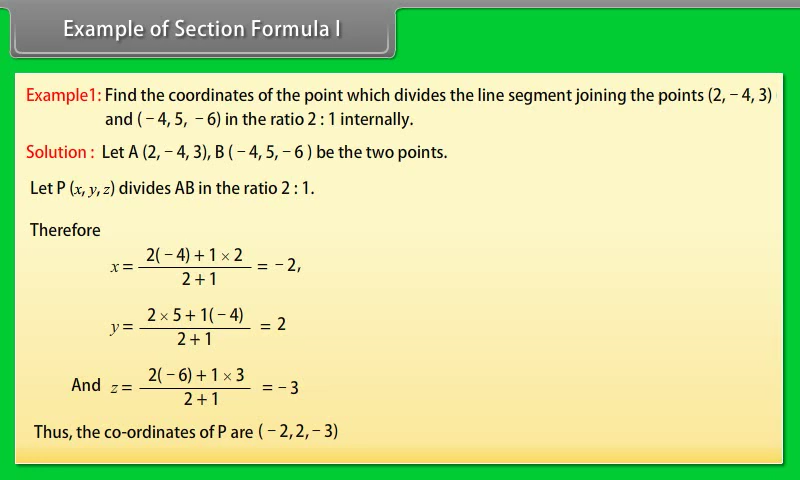 Example of Section Formula I
Example1: Find the coordinates of the point which divides the line segment joining the points (2, − 4, 3)
and ( − 4, 5, − 6) in the ratio 2 : 1 internally.
Solution : Let A (2, − 4, 3), B ( − 4, 5, − 6 ) be the two points.
Let P (x, y, z) divides AB in the ratio 2 : 1.
Therefore
x = \frac{2( − 4) + 1 × 2}{2 + 1} = − 2,
y = \frac{2 × 5 + 1( − 4)}{2 + 1} = 2
And z = \frac{2( − 6) + 1 × 3}{2 + 1} = − 3
Thus, the co-ordinates of P are ( − 2, 2, − 3)